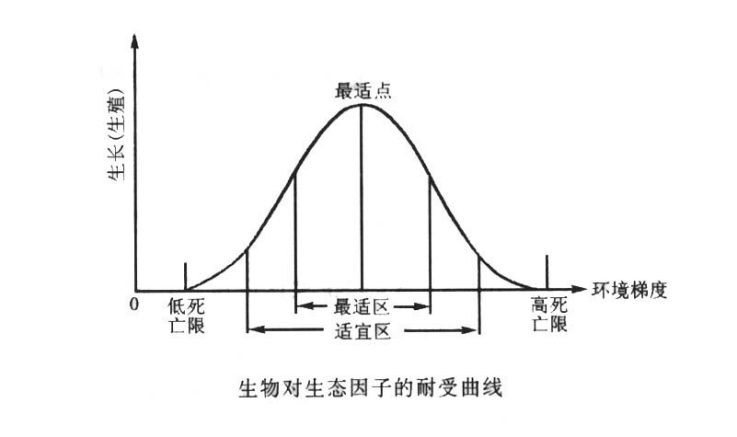 最适点
生长(生殖)
0
低死
亡限
最适区
适宜区
高死
亡限
环境梯度
生物对生态因子的耐受曲线